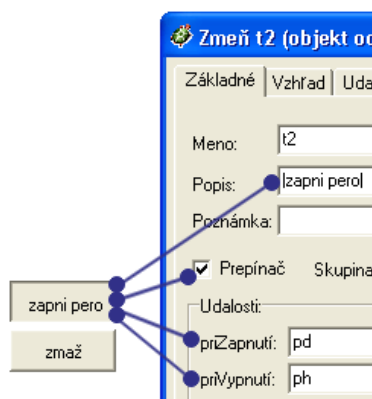 Zmeň t2 (objekt od
Základné Vzhľad Uda
Meno: t2
Popis: |zapni pero|
Poznámka:
Prepínač Skupina
Udalosti:
zapni pero
priZapnutí: pd
zmaž
priVypnutí: ph